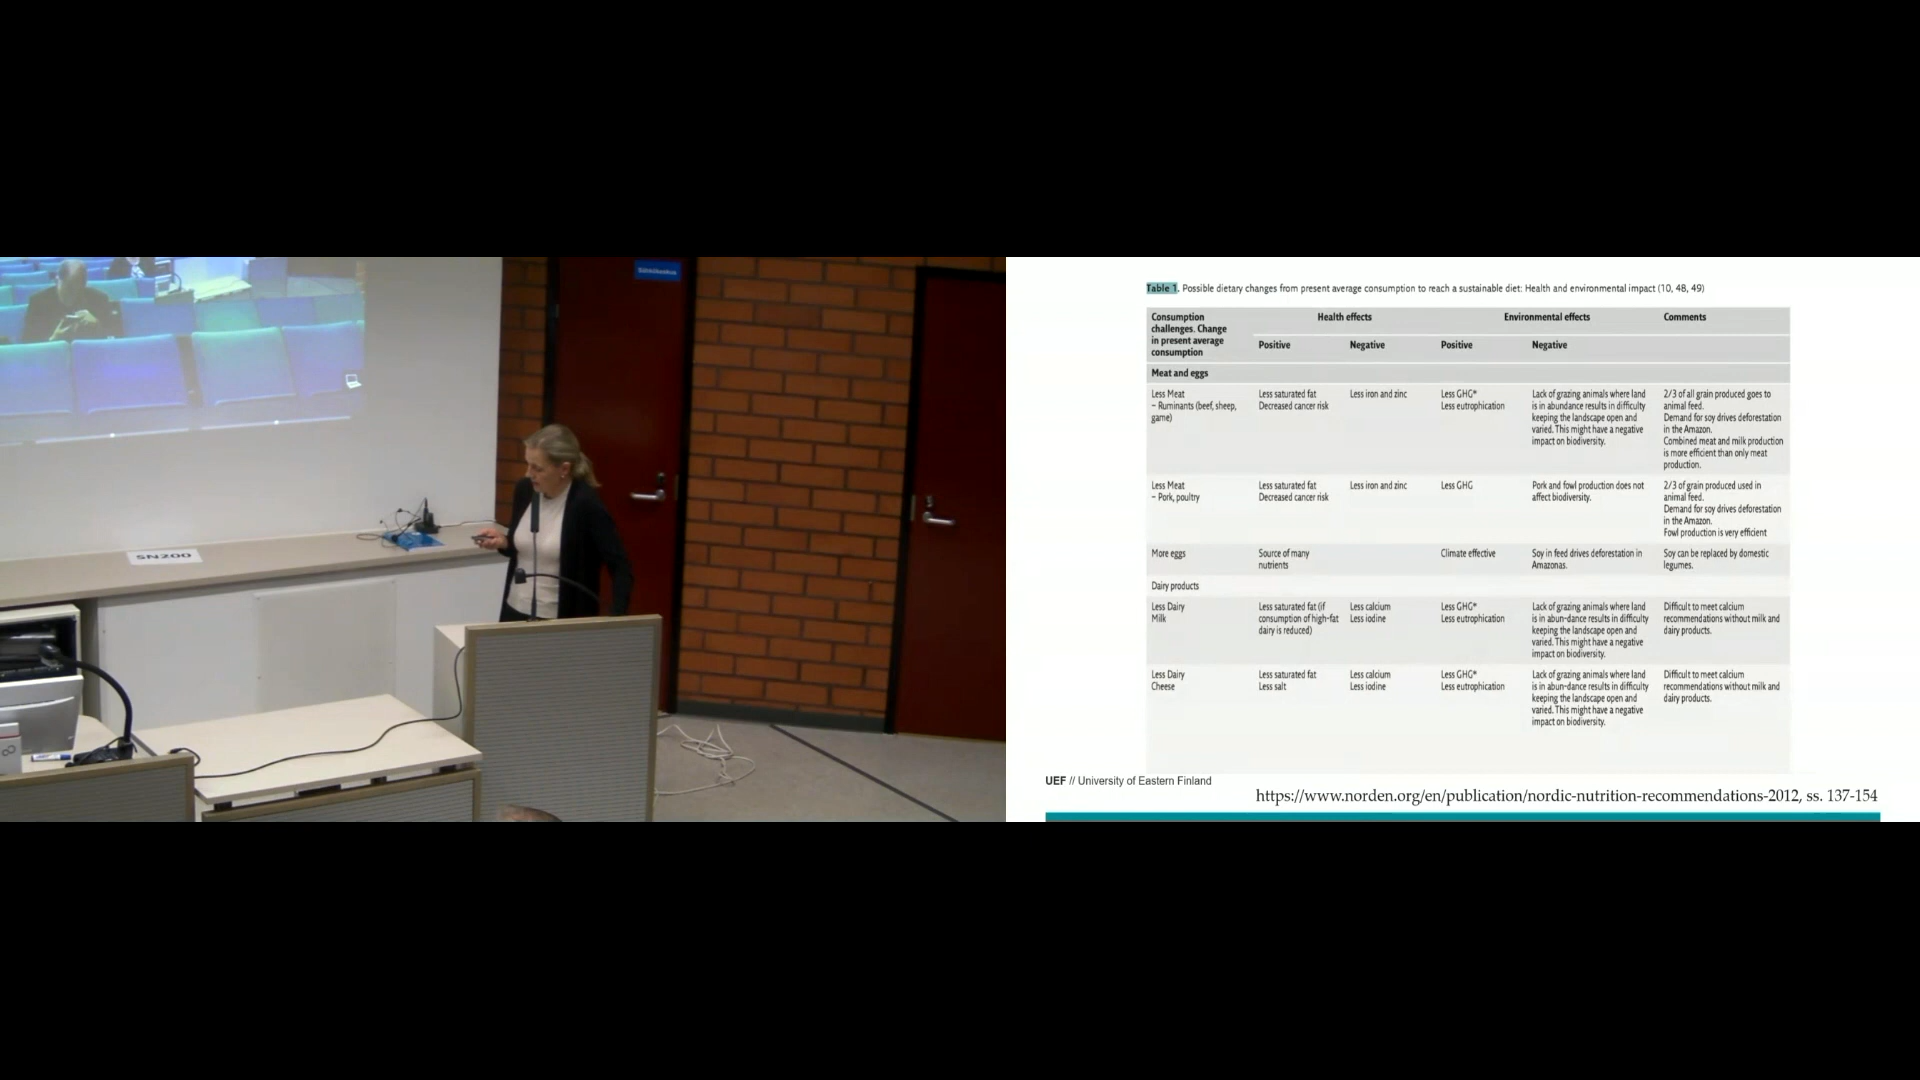 Sähkökeskus
SN200
Table 1. Possible dietary changes from present average consumption to reach a sustainable diet: Health and environmental impact (10, 48, 49)
Consumption
challenges. Change
in present average
consumption
Health effects
Environmental effects
Comments
Positive
Negative
Positive
Negative
Meat and eggs
Less Meat
– Ruminants (beef, sheep,
game)
Less saturated fat
Decreased cancer risk
Less iron and zinc
Less GHG*
Less eutrophication
Lack of grazing animals where land
is in abundance results in difficulty
keeping the landscape open and
varied. This might have a negative
impact on biodiversity.
2/3 of all grain produced goes to
animal feed.
Demand for soy drives deforestation
in the Amazon.
Combined meat and milk production
is more efficient than only meat
production.
Less Meat
– Pork, poultry
Less saturated fat
Decreased cancer risk
Less iron and zinc
Less GHG
Pork and fowl production does not
affect biodiversity.
2/3 of grain produced used in
animal feed.
Demand for soy drives deforestation
in the Amazon.
Fowl production is very efficient
More eggs
Source of many
nutrients
Climate effective
Soy in feed drives deforestation in
Amazonas.
Soy can be replaced by domestic
legumes.
Dairy products
Less Dairy
Milk
Less saturated fat (if
consumption of high-fat
dairy is reduced)
Less calcium
Less iodine
Less GHG*
Less eutrophication
Lack of grazing animals where land
is in abun-dance results in difficulty
keeping the landscape open and
varied. This might have a negative
impact on biodiversity.
Difficult to meet calcium
recommendations without milk and
dairy products.
Less Dairy
Cheese
Less saturated fat
Less salt
Less calcium
Less iodine
Less GHG*
Less eutrophication
Lack of grazing animals where land
is in abun-dance results in difficulty
keeping the landscape open and
varied. This might have a negative
impact on biodiversity.
Difficult to meet calcium
recommendations without milk and
dairy products.
UEF // University of Eastern Finland
https://www.norden.org/en/publication/nordic-nutrition-recommendations-2012, ss. 137-154